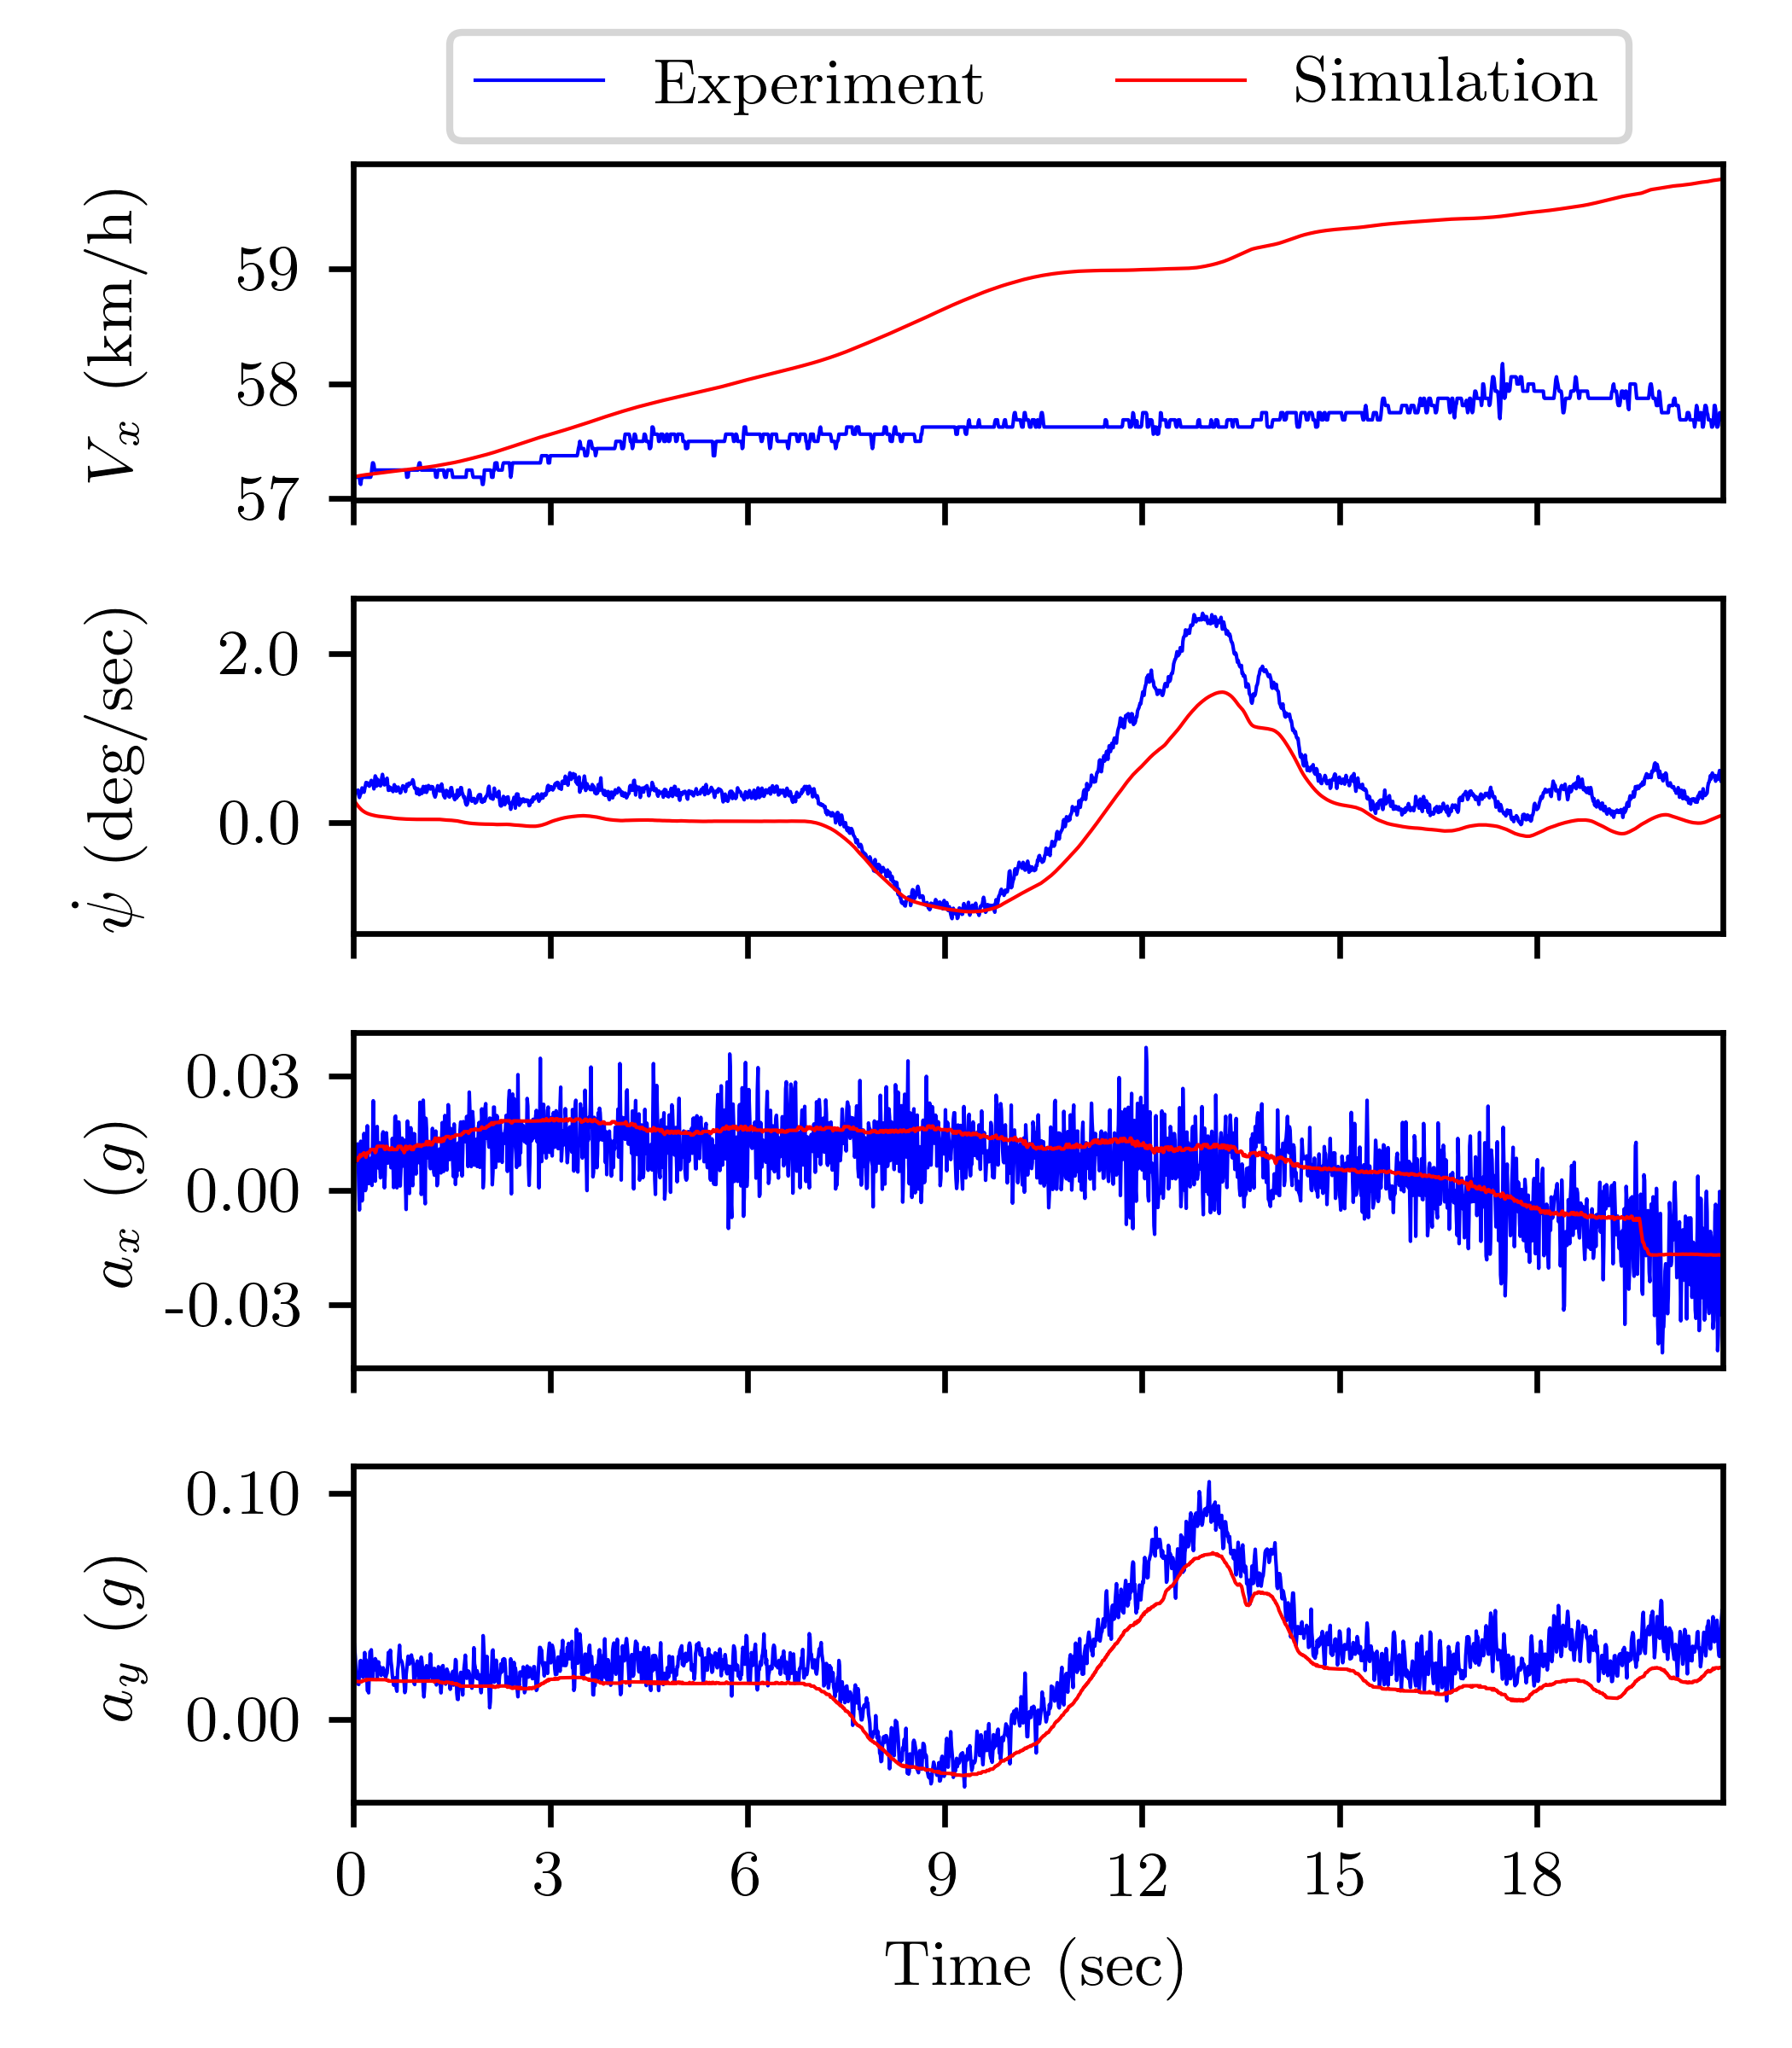 Experiment Simulation
V_x (km/h)
59
58
57
ψ̇ (deg/sec)
2.0
0.0
a_x (g)
0.03
0.00
-0.03
a_y (g)
0.10
0.00
0 3 6 9 12 15 18
Time (sec)